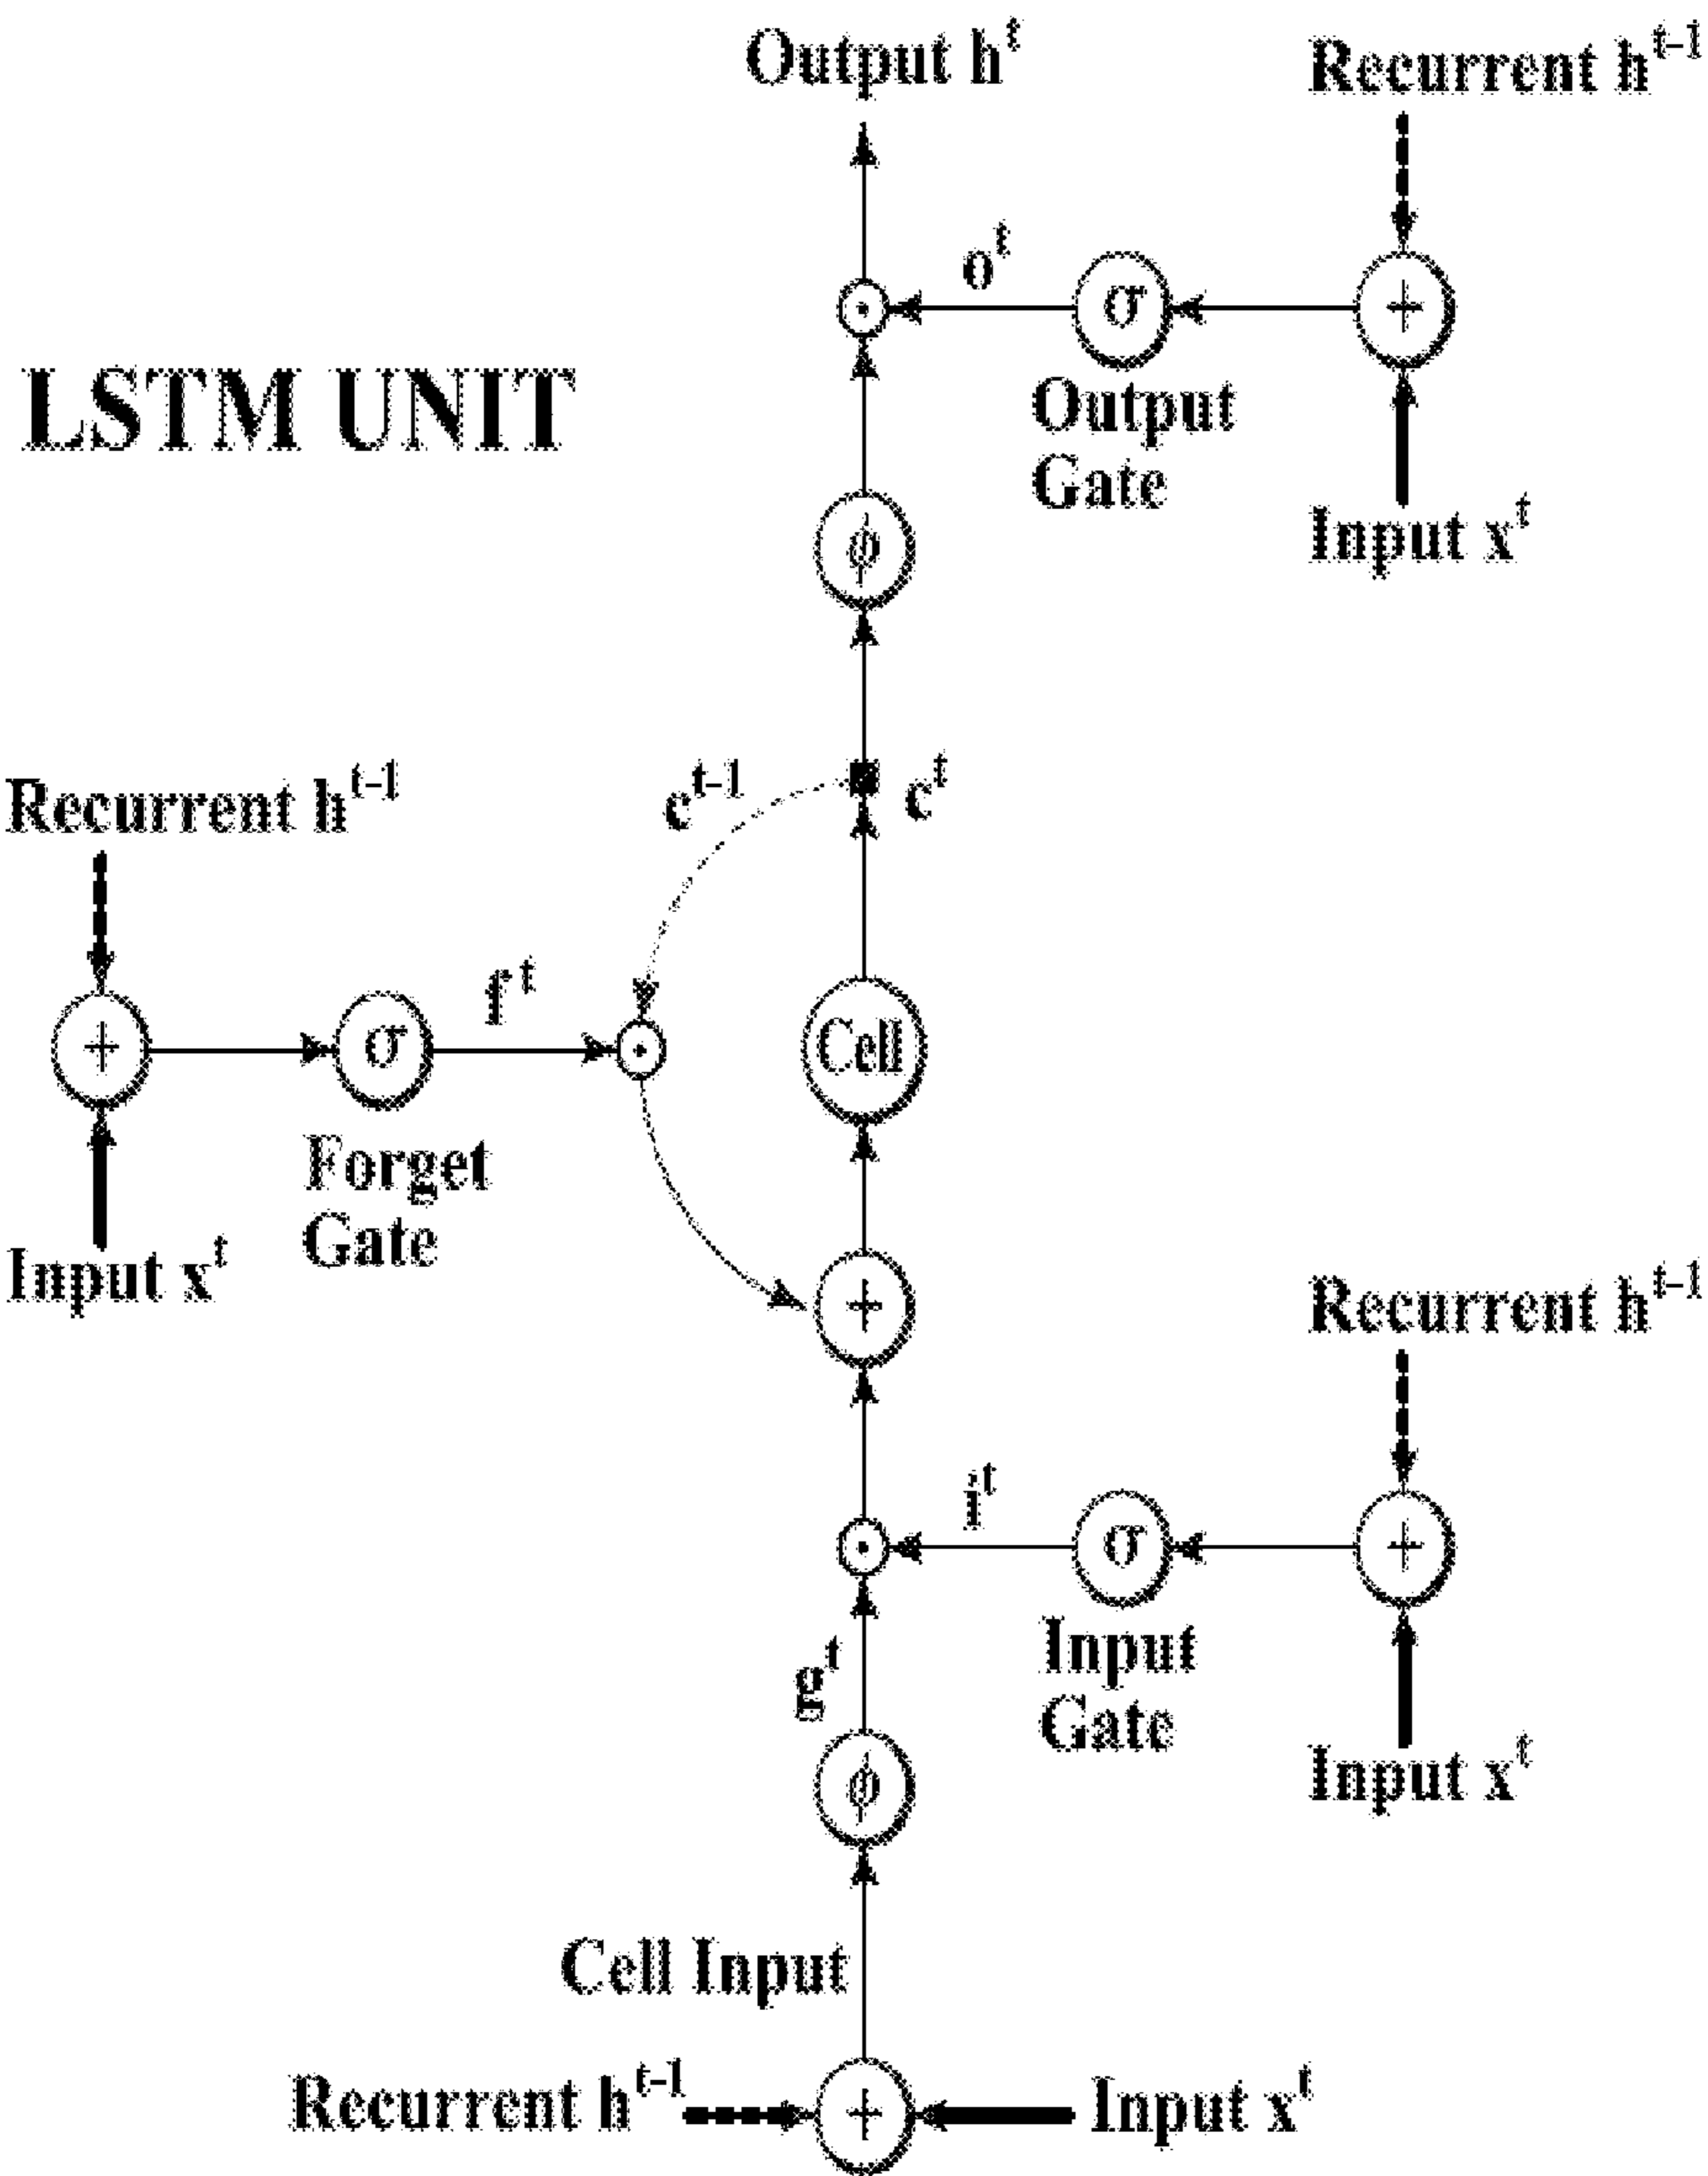 Output h^t
Recurrent h^{t-1}
o^t
·
σ
+
LSTM UNIT
Output
Gate
Input x^t
ϕ
Recurrent h^{t-1}
c^{t-1}
c^t
f^t
+
σ
·
Cell
Forget
Gate
Input x^t
+
Recurrent h^{t-1}
i^t
·
σ
+
g^t
Input
Gate
Input x^t
ϕ
Cell Input
Recurrent h^{t-1}
+
Input x^t